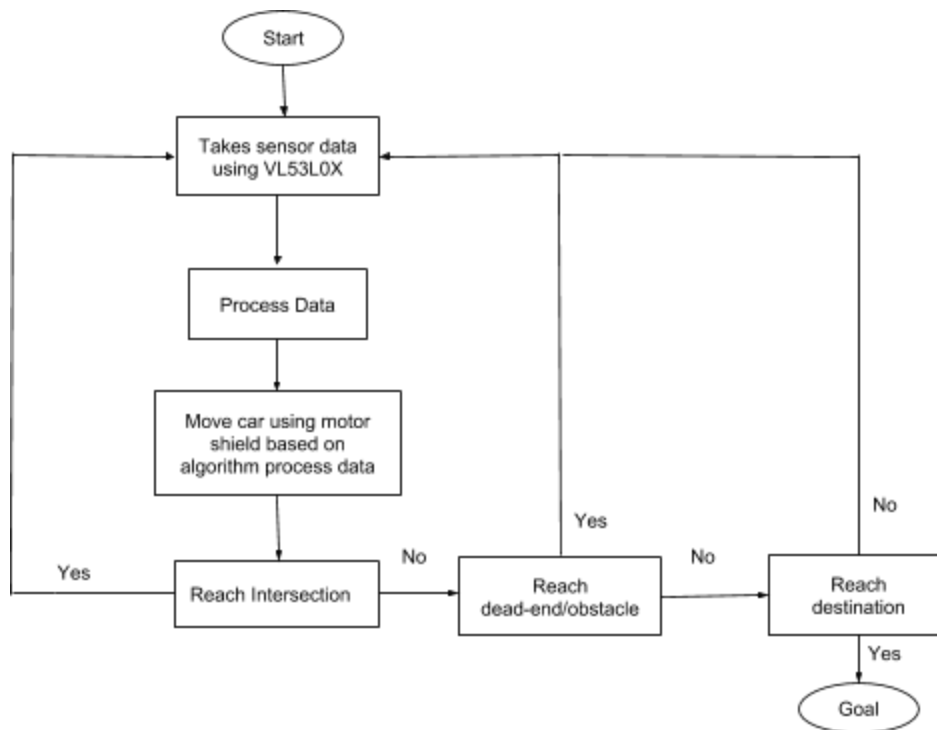 Start
Takes sensor data
using VL53L0X
Process Data
Move car using motor
shield based on
algorithm process data
No
Yes
Yes
No
No
Reach Intersection
Reach
dead-end/obstacle
Reach
destination
Yes
Goal